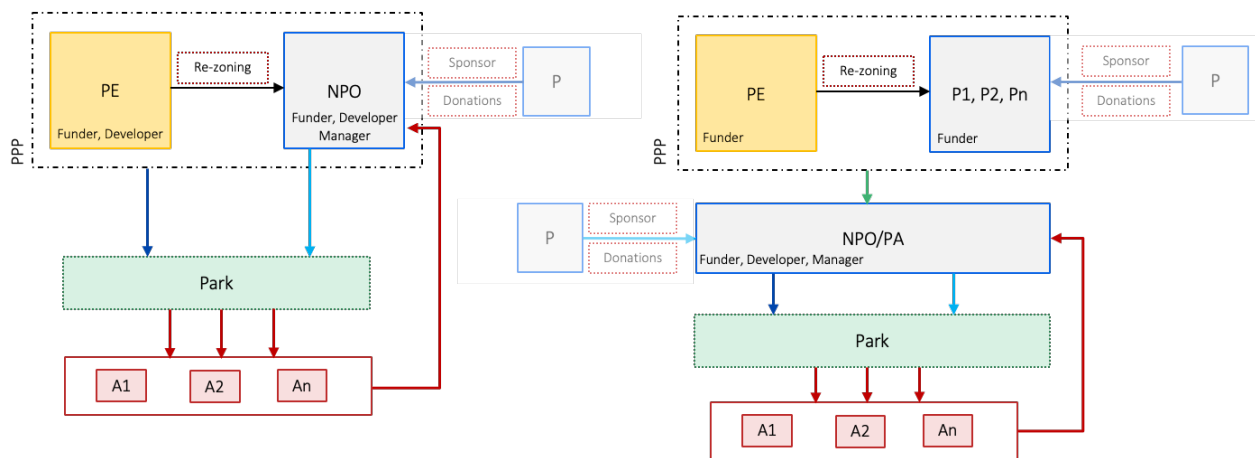 PPP
PE
Funder, Developer
Re-zoning
NPO
Funder, Developer
Manager
Sponsor
Donations
P
Park
A1
A2
An
PPP
PE
Funder
Re-zoning
P1, P2, Pn
Funder
Sponsor
Donations
P
P
Sponsor
Donations
NPO/PA
Funder, Developer, Manager
Park
A1
A2
An